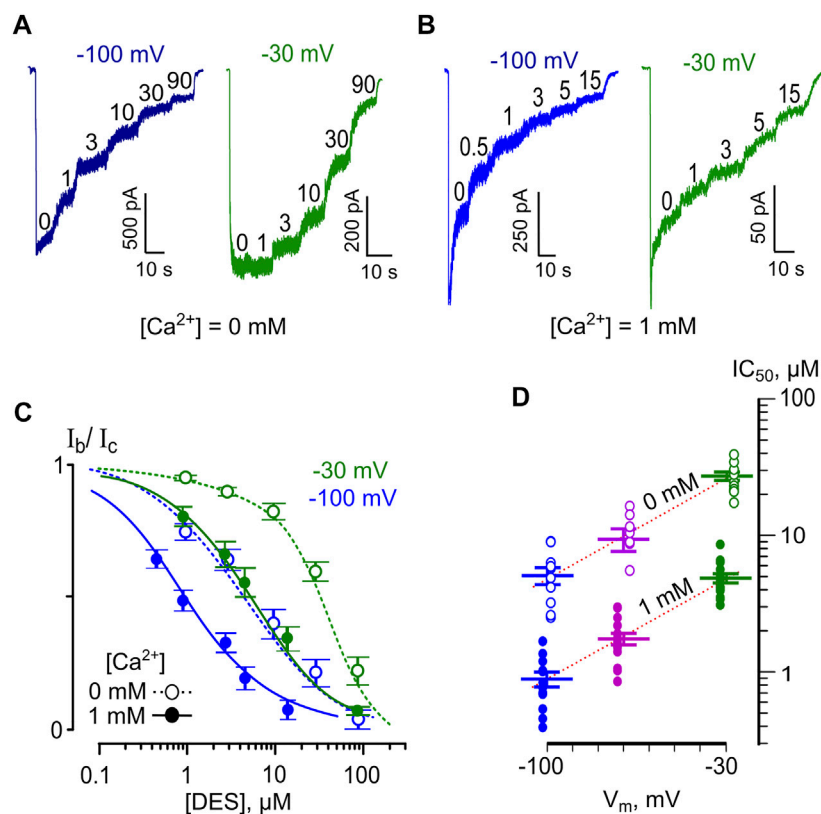 A
-100 mV
-30 mV
0
1
3
10
30
90
500 pA
10 s
0 1
3
10
30
90
200 pA
10 s
[Ca2+] = 0 mM
B
-100 mV
-30 mV
0
0.5
1
3
5
15
250 pA
10 s
0
1
3
5
15
50 pA
10 s
[Ca2+] = 1 mM
C
Ib/ Ic
-30 mV
-100 mV
1
0
[Ca2+]
0 mM
1 mM
0.1
1
10
100
[DES], µM
D
IC50, µM
100
10
1
0 mM
1 mM
-100
-30
Vm, mV